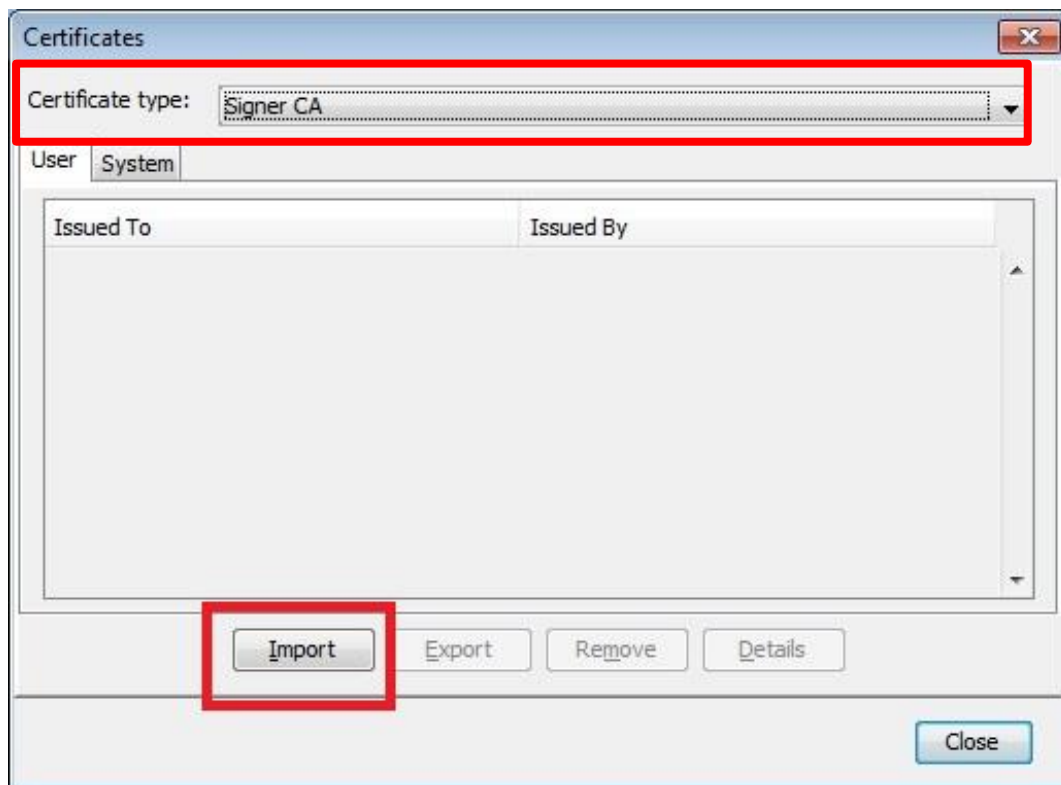 Certificates
Certificate type: Signer CA
User System
Issued To Issued By
Import Export Remove Details
Close